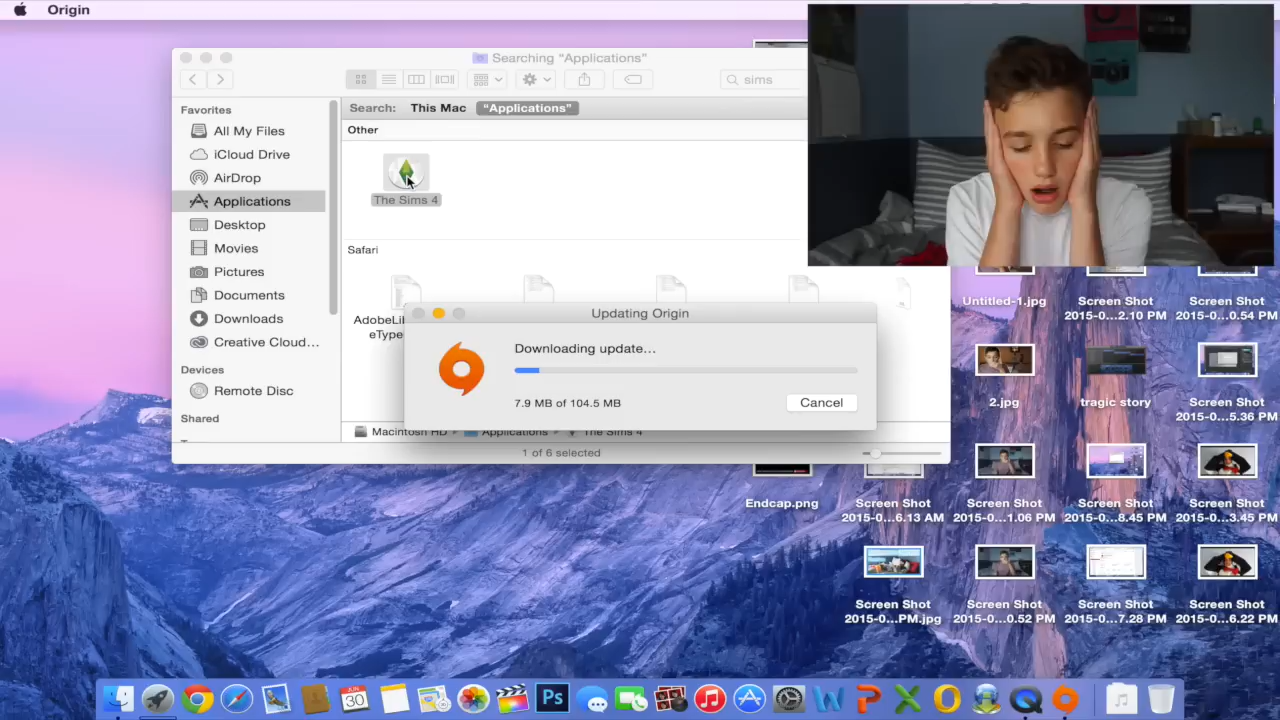 Origin
Searching “Applications”
sims
Favorites
All My Files
iCloud Drive
AirDrop
Applications
Desktop
Movies
Pictures
Documents
Downloads
Creative Cloud…
Devices
Remote Disc
Shared
Search: This Mac “Applications”
Other
The Sims 4
Safari
Updating Origin
Downloading update…
7.9 MB of 104.5 MB
Cancel
Macintosh HD Applications The Sims 4
1 of 6 selected
Untitled-1.jpg
Screen Shot
2015-0...2.10 PM
Screen Shot
2015-0...0.54 PM
2.jpg
tragic story
Screen Shot
2015-0...5.36 PM
Endcap.png
Screen Shot
2015-0...6.13 AM
Screen Shot
2015-0...1.06 PM
Screen Shot
2015-0...8.45 PM
Screen Shot
2015-0...3.45 PM
Screen Shot
2015-0...PM.jpg
Screen Shot
2015-0...0.52 PM
Screen Shot
2015-0...7.28 PM
Screen Shot
2015-0...6.22 PM
JUN
30
Ps